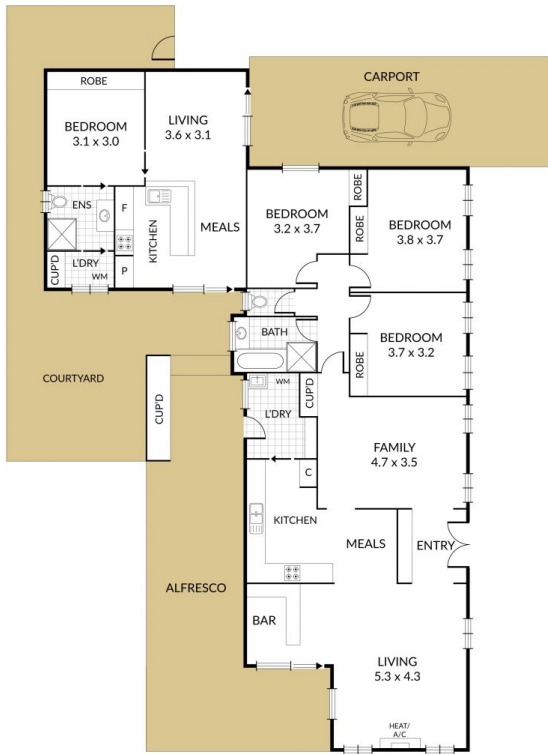 CARPORT
ROBE
LIVING
3.6 x 3.1
BEDROOM
3.1 x 3.0
ENS
F
KITCHEN
MEALS
CUP'D
L'DRY
WM
P
BEDROOM
3.2 x 3.7
ROBE
ROBE
BEDROOM
3.8 x 3.7
BATH
BEDROOM
3.7 x 3.2
ROBE
COURTYARD
CUP'D
WM
L'DRY
CUP'D
FAMILY
4.7 x 3.5
C
KITCHEN
MEALS
ENTRY
ALFRESCO
BAR
LIVING
5.3 x 4.3
HEAT/
A/C